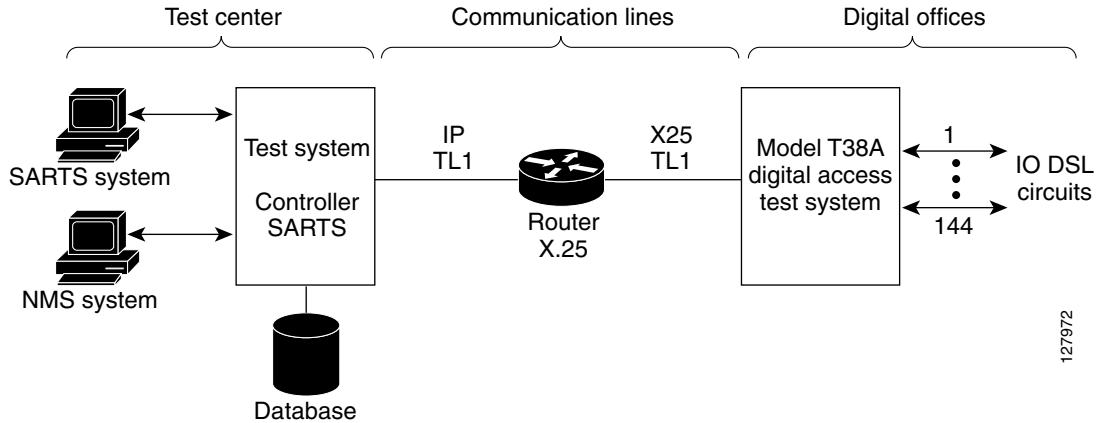 Test center
Communication lines
Digital offices
SARTS system
NMS system
Test system
Controller
SARTS
Database
IP
TL1
Router
X.25
X25
TL1
Model T38A
digital access
test system
1
144
IO DSL
circuits
127972